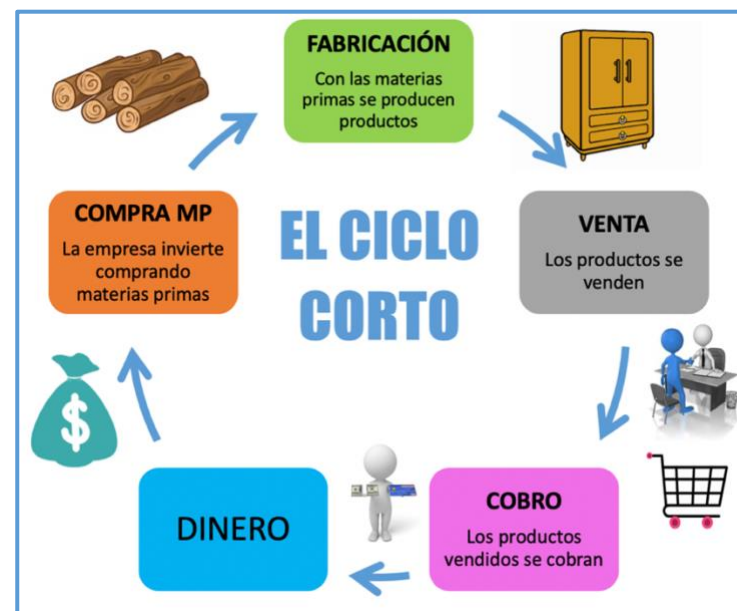 FABRICACIÓN
Con las materias
primas se producen
productos
COMPRA MP
La empresa invierte
comprando
materias primas
EL CICLO
CORTO
VENTA
Los productos se
venden
$
DINERO
COBRO
Los productos
vendidos se cobran